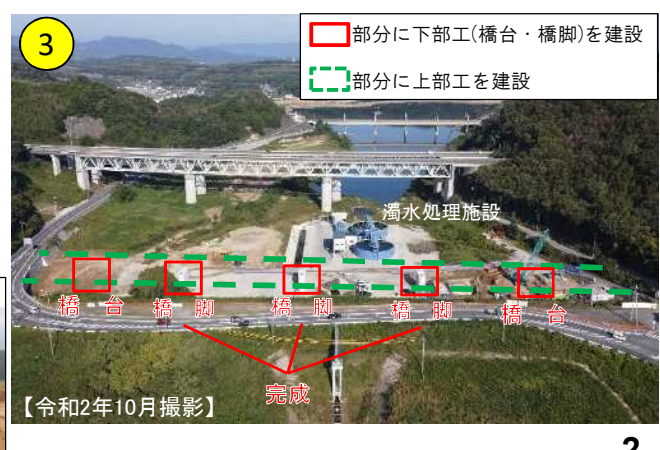 3
部分に下部工(橋台・橋脚)を建設
部分に上部工を建設
濁水処理施設
橋 台 橋 脚 橋 脚 橋 脚 橋 台
完成
【令和2年10月撮影】
2